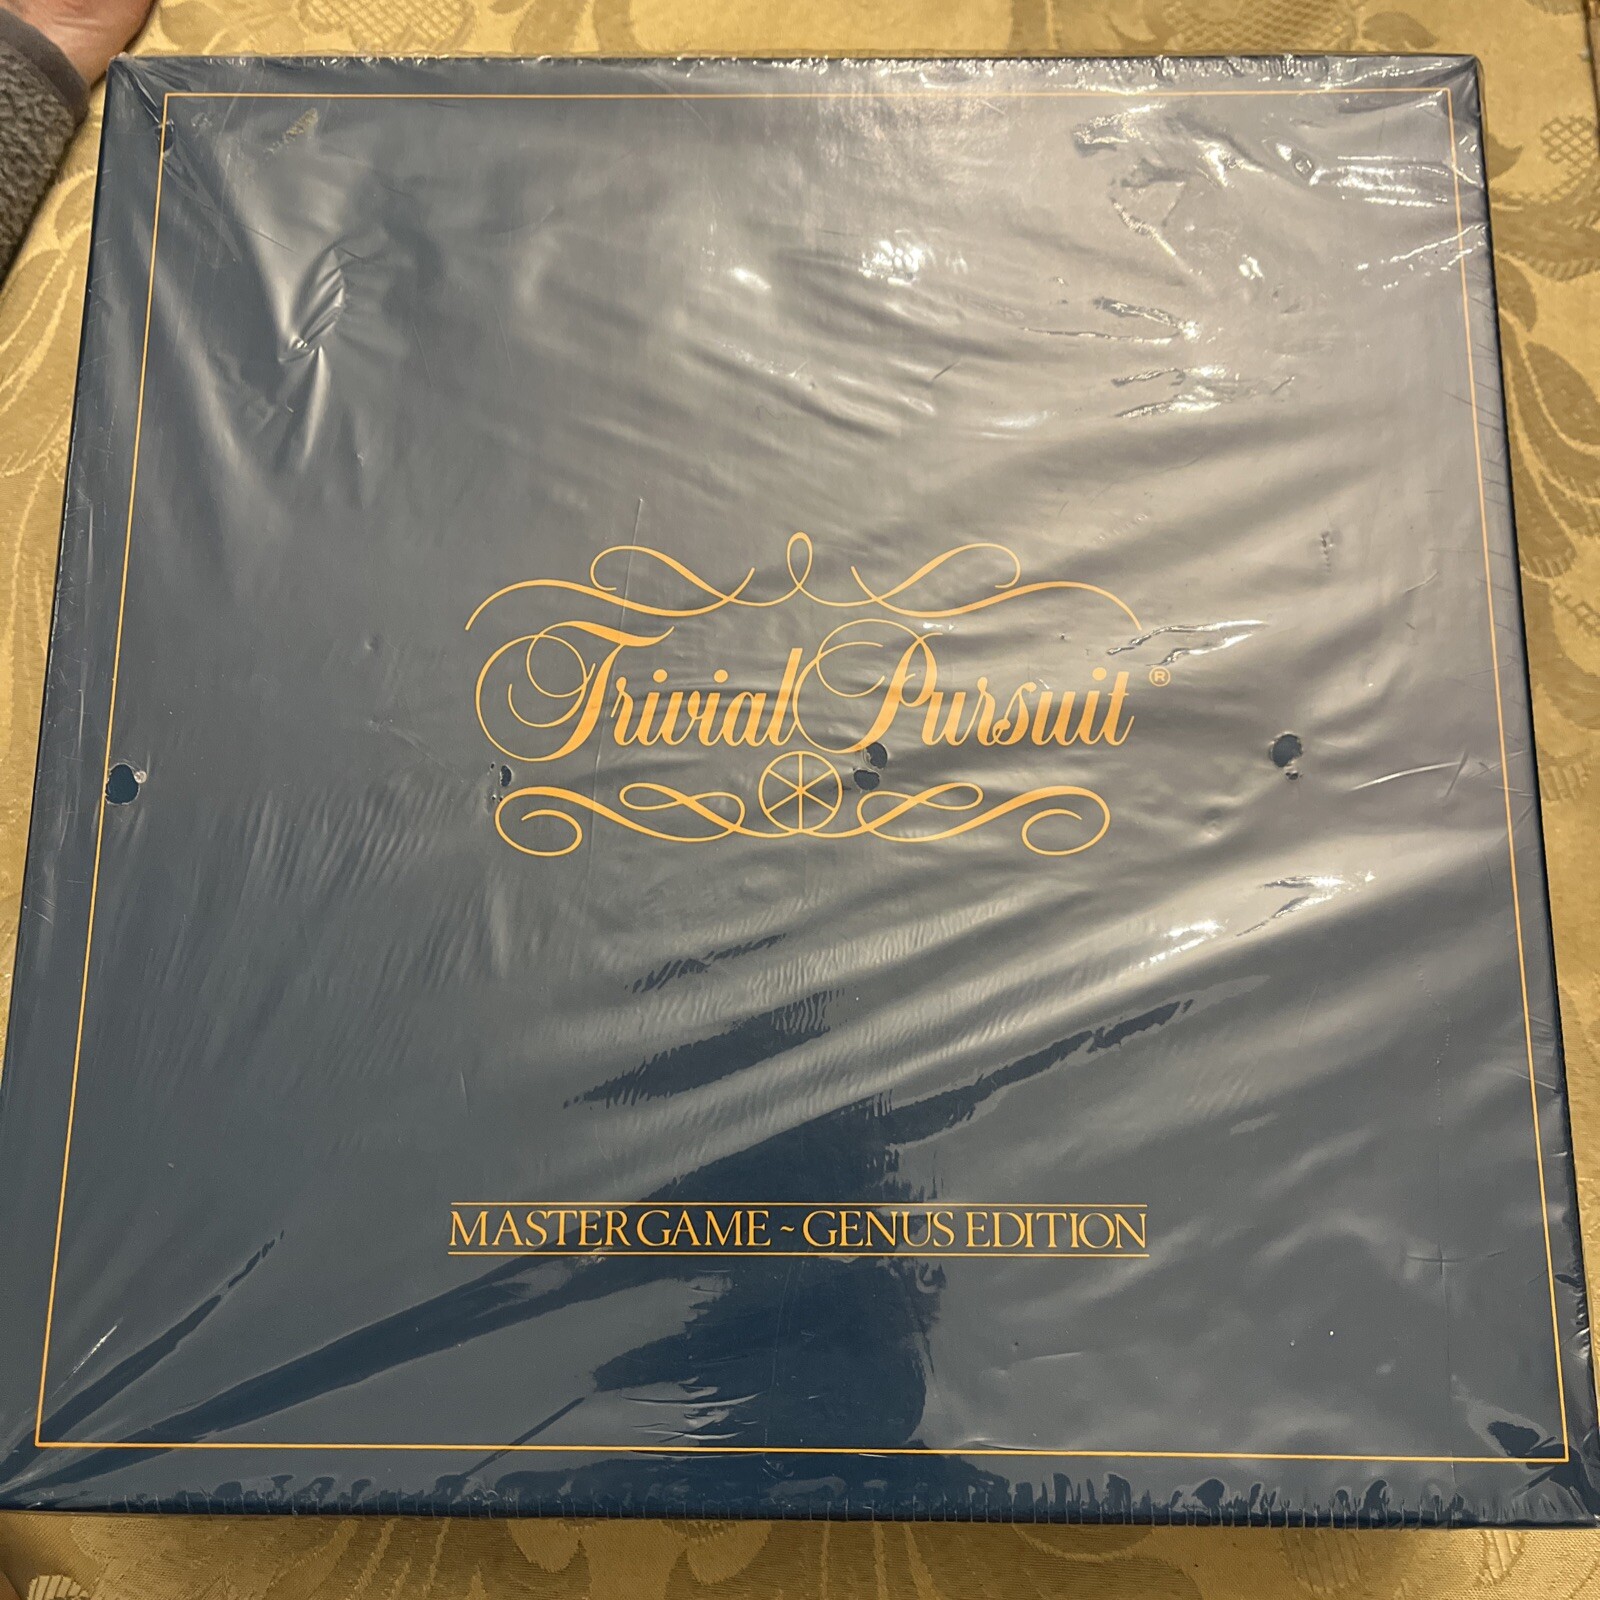 Trivial Pursuit®
MASTER GAME ~ GENUS EDITION